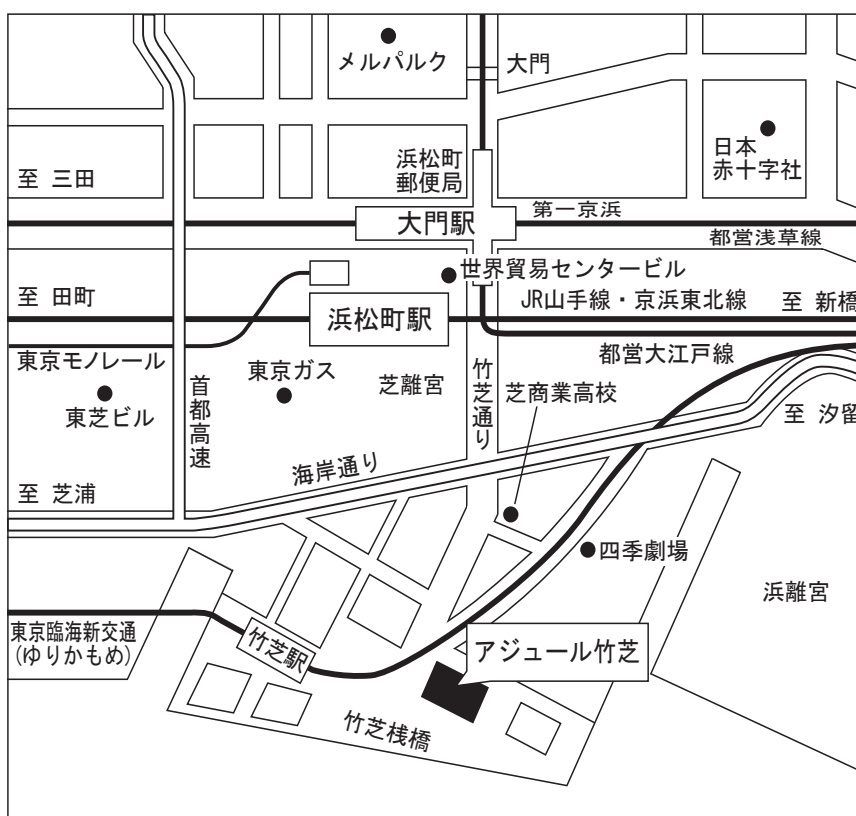 メルパルク
大門
浜松町
郵便局
日本
赤十字社
至 三田
第一京浜
大門駅
都営浅草線
世界貿易センタービル
至 田町
JR山手線・京浜東北線
至 新橋
浜松町駅
都営大江戸線
東京モノレール
東京ガス
芝離宮
竹芝通り
芝商業高校
東芝ビル
首都高速
至 汐留
海岸通り
至 芝浦
四季劇場
浜離宮
東京臨海新交通
(ゆりかもめ)
竹芝駅
アジュール竹芝
竹芝桟橋